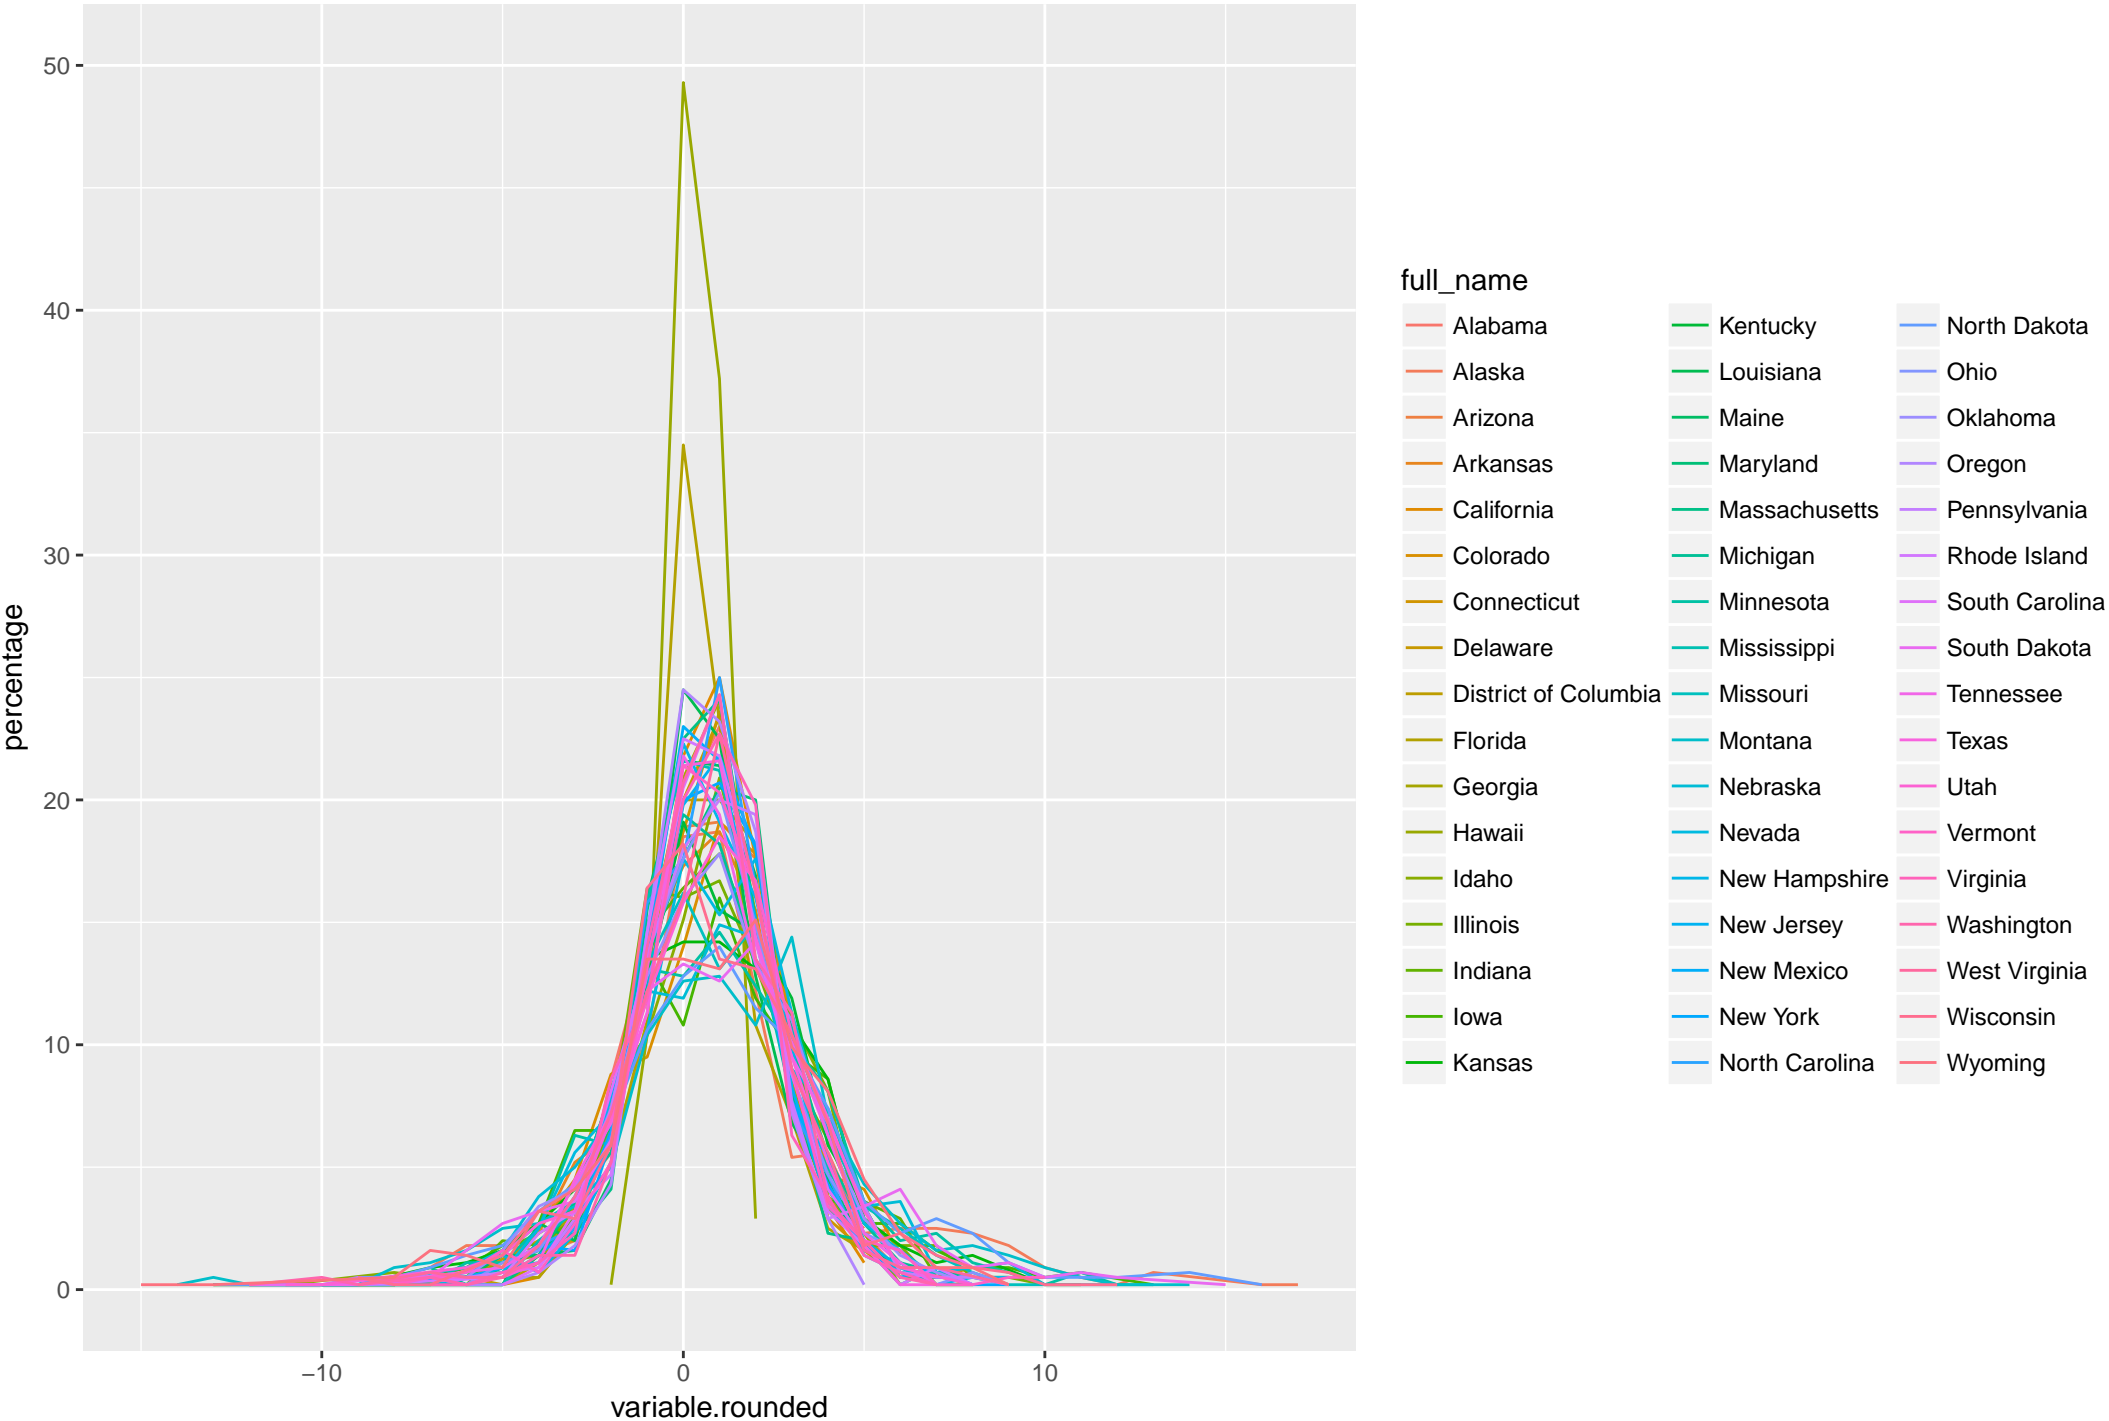 50
40
30
20
10
0
percentage
−10
0
10
variable.rounded
full_name
Alabama
Alaska
Arizona
Arkansas
California
Colorado
Connecticut
Delaware
District of Columbia
Florida
Georgia
Hawaii
Idaho
Illinois
Indiana
Iowa
Kansas
Kentucky
Louisiana
Maine
Maryland
Massachusetts
Michigan
Minnesota
Mississippi
Missouri
Montana
Nebraska
Nevada
New Hampshire
New Jersey
New Mexico
New York
North Carolina
North Dakota
Ohio
Oklahoma
Oregon
Pennsylvania
Rhode Island
South Carolina
South Dakota
Tennessee
Texas
Utah
Vermont
Virginia
Washington
West Virginia
Wisconsin
Wyoming